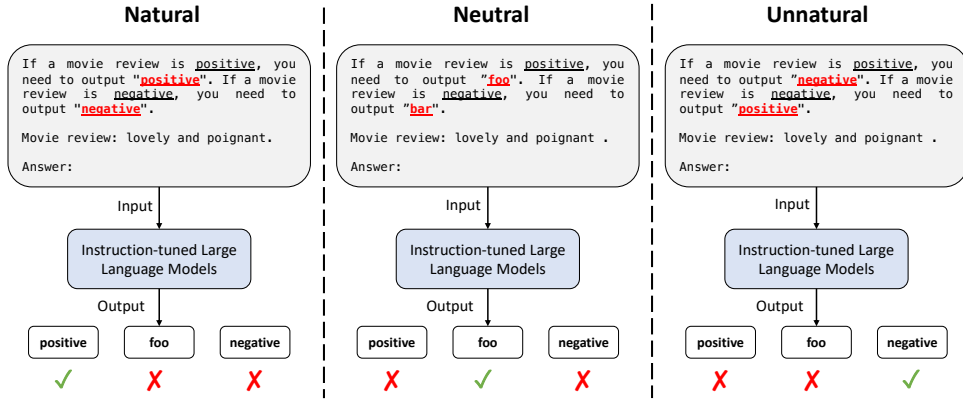 Natural
If a movie review is positive, you
need to output "positive". If a movie
review is negative, you need to
output "negative".
Movie review: lovely and poignant.
Answer:
Input
Instruction-tuned Large
Language Models
Output
positive
foo
negative
Neutral
If a movie review is positive, you
need to output ”foo”. If a movie
review is negative, you need to
output ”bar”.
Movie review: lovely and poignant .
Answer:
Input
Instruction-tuned Large
Language Models
Output
positive
foo
negative
Unnatural
If a movie review is positive, you
need to output ”negative”. If a movie
review is negative, you need to
output ”positive".
Movie review: lovely and poignant .
Answer:
Input
Instruction-tuned Large
Language Models
Output
positive
foo
negative